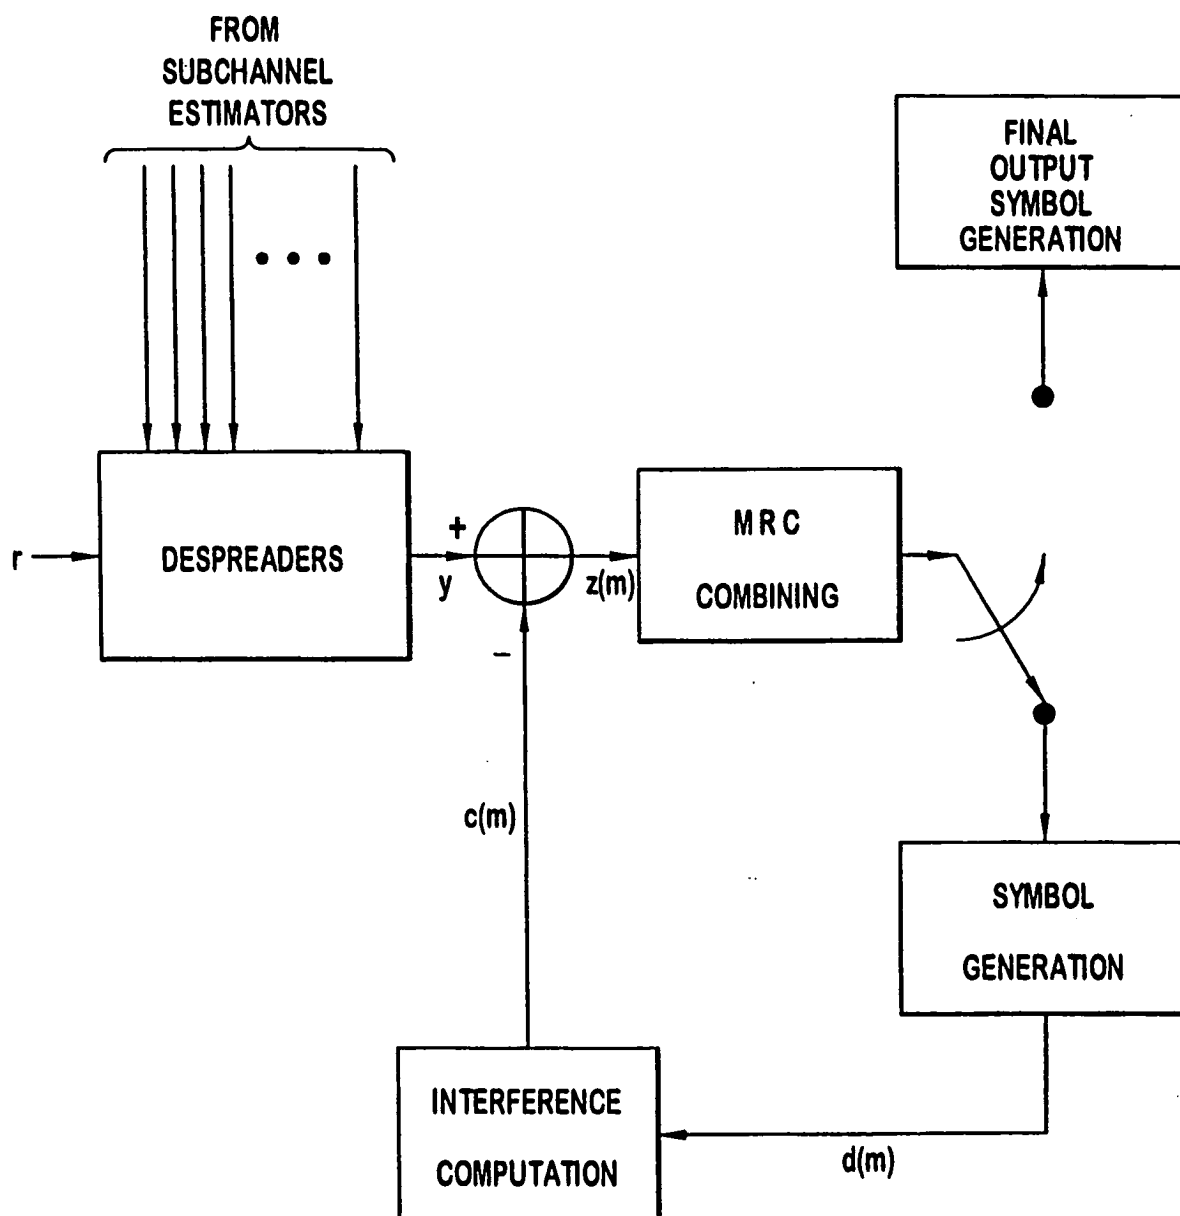 FROM
SUBCHANNEL
ESTIMATORS
FINAL
OUTPUT
SYMBOL
GENERATION
r
DESPREADERS
+
y
−
z(m)
MRC
COMBINING
c(m)
SYMBOL
GENERATION
INTERFERENCE
COMPUTATION
d(m)